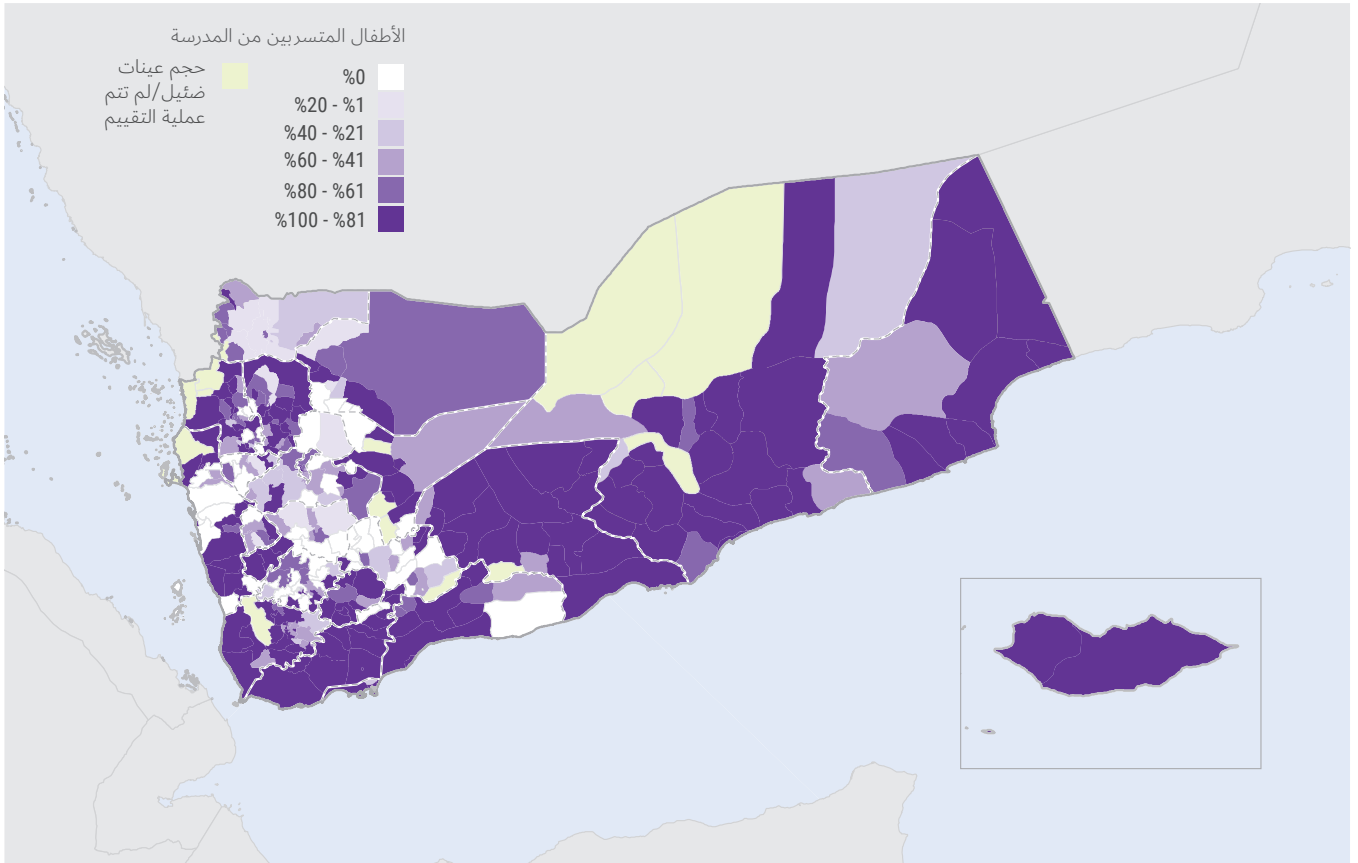 الأطفال المتسربين من المدرسة
%0
%20 - %1
%40 - %21
%60 - %41
%80 - %61
%100 - %81
حجم عينات
ضئيل/لم تتم
عملية التقييم